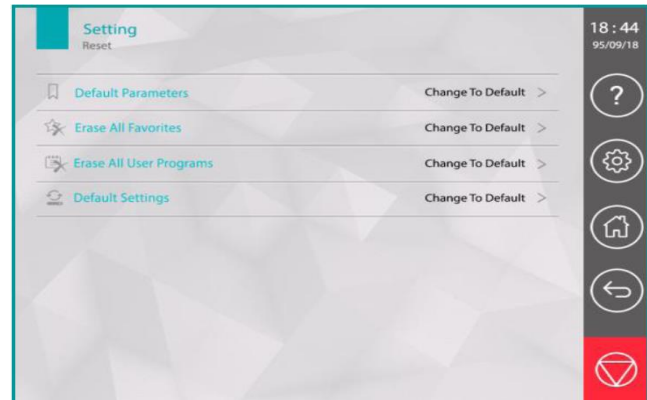 Setting
Reset
18 : 44
95/09/18
Default Parameters Change To Default >
Erase All Favorites Change To Default >
Erase All User Programs Change To Default >
Default Settings Change To Default >
?